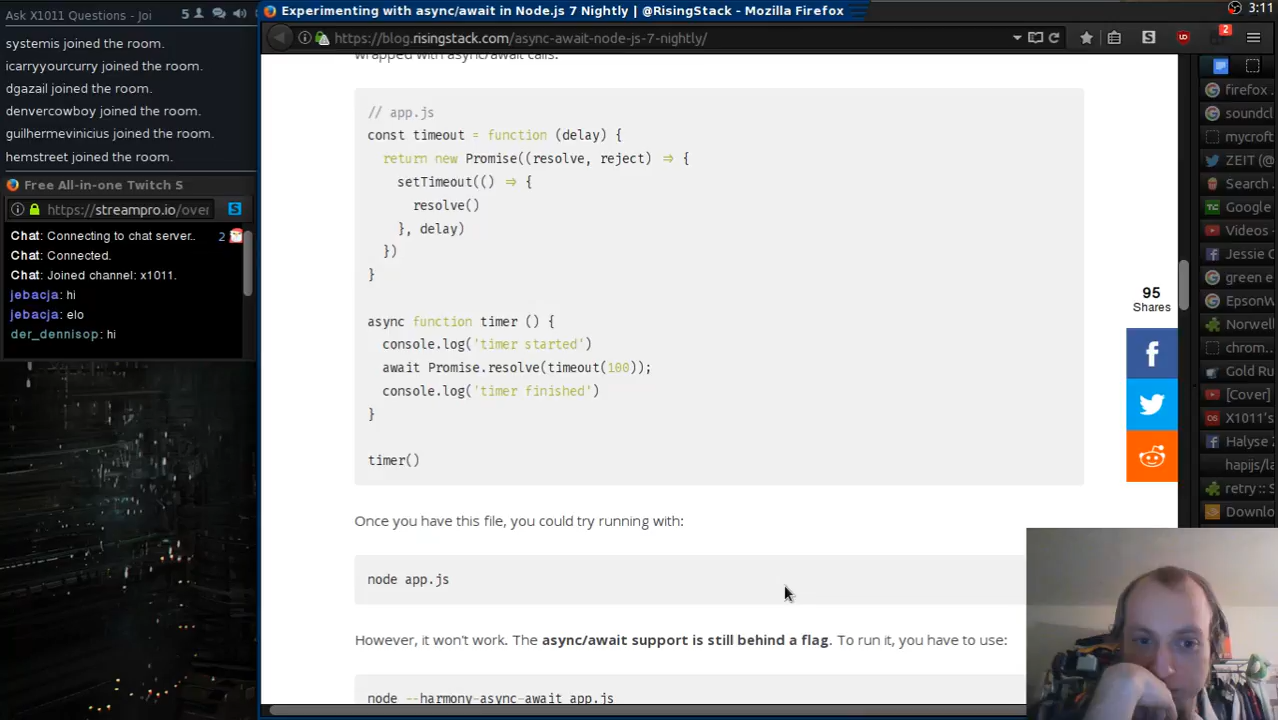 Ask X1011 Questions - Joi
5
systemis joined the room.
icarryyourcurry joined the room.
dgazail joined the room.
denvercowboy joined the room.
guilhermevinicius joined the room.
hemstreet joined the room.
Free All-in-one Twitch S
https://streampro.io/over
S
Chat: Connecting to chat server..
2
Chat: Connected.
Chat: Joined channel: x1011.
jebacja: hi
jebacja: elo
der_dennisop: hi
Experimenting with async/await in Node.js 7 Nightly | @RisingStack - Mozilla Firefox
3:11
https://blog.risingstack.com/async-await-node-js-7-nightly/
S
2
wrapped with async/await calls.
// app.js
const timeout = function (delay) {
return new Promise((resolve, reject) => {
setTimeout(() => {
resolve()
}, delay)
})
}
async function timer () {
console.log('timer started')
await Promise.resolve(timeout(100));
console.log('timer finished')
}
timer()
Once you have this file, you could try running with:
node app.js
However, it won't work. The async/await support is still behind a flag. To run it, you have to use:
node --harmony-async-await app.js
95
Shares
firefox
soundcl
mycroft
ZEIT (@
Search
Google
Videos -
Jessie C
green e
EpsonW
Norwell
chrom...
Gold Ru
[Cover]
X1011's
Halyse Z
hapijs/la
retry :: S
Downlo